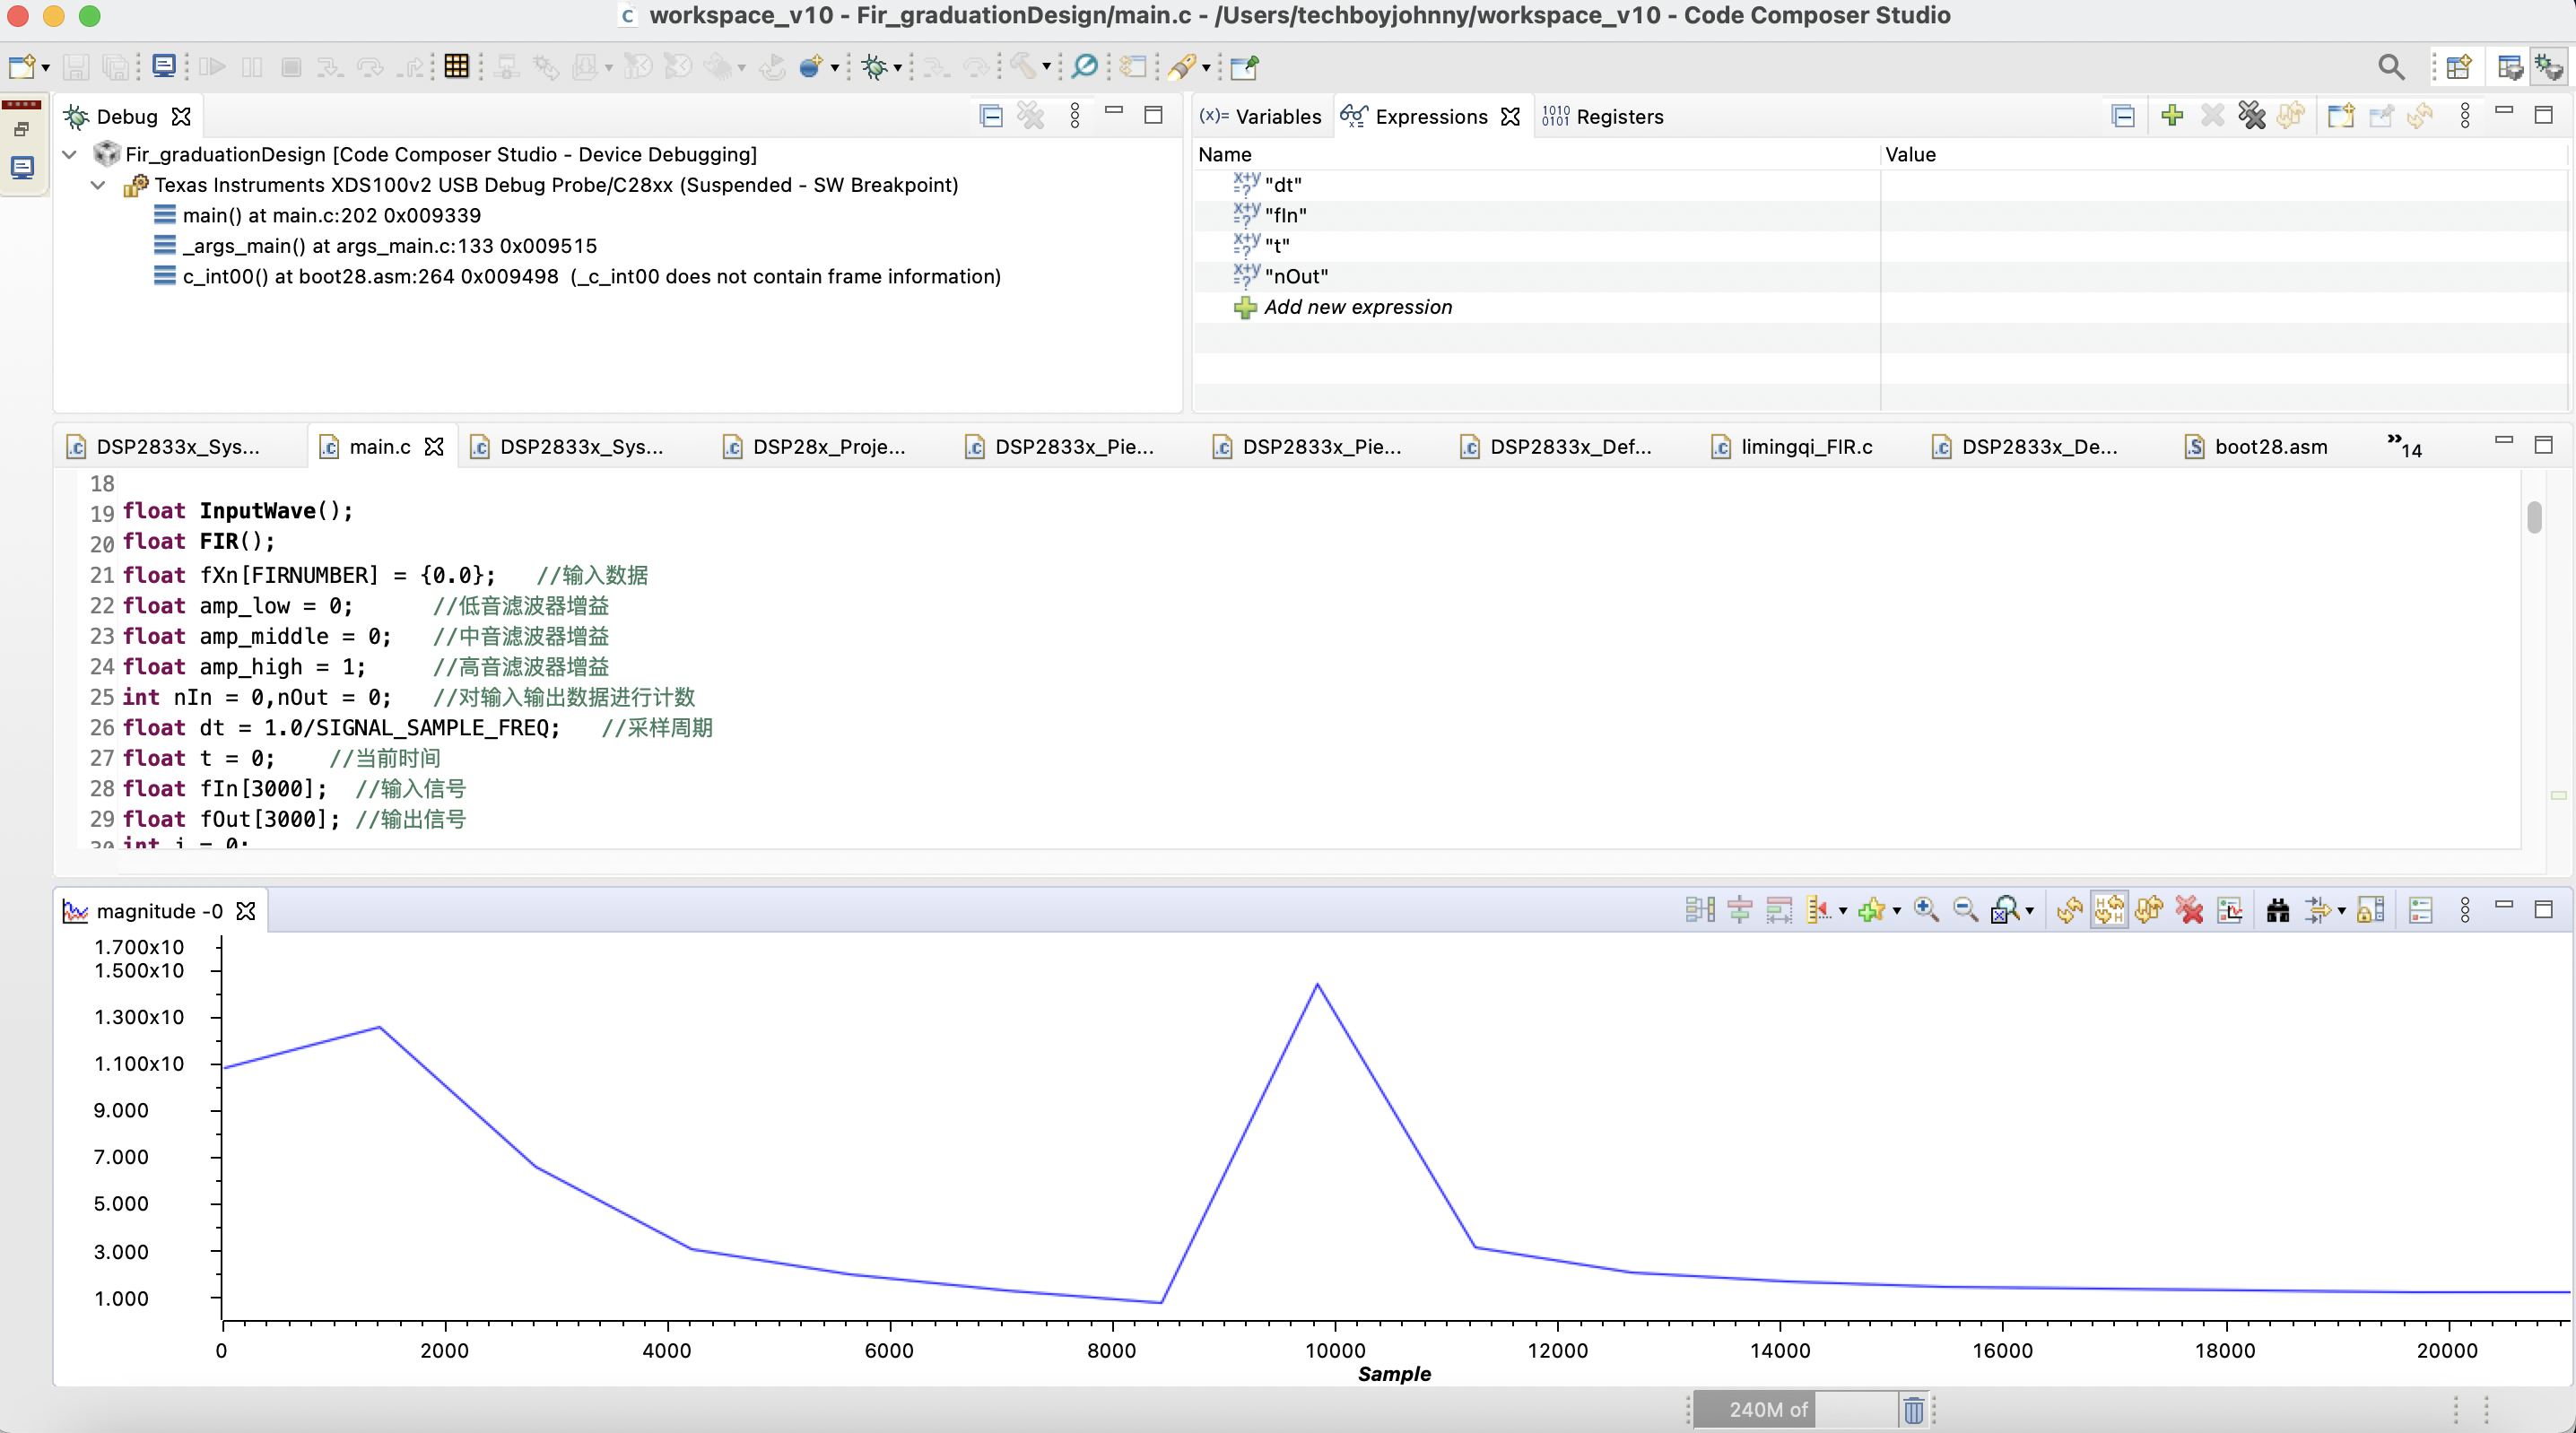 workspace_v10 - Fir_graduationDesign/main.c - /Users/techboyjohnny/workspace_v10 - Code Composer Studio
Debug
Fir_graduationDesign [Code Composer Studio - Device Debugging]
Texas Instruments XDS100v2 USB Debug Probe/C28xx (Suspended - SW Breakpoint)
main() at main.c:202 0x009339
_args_main() at args_main.c:133 0x009515
c_int00() at boot28.asm:264 0x009498 (_c_int00 does not contain frame information)
(x)= Variables Expressions 1010 0101 Registers
Name Value
x+y =? "dt"
x+y =? "fIn"
x+y =? "t"
x+y =? "nOut"
Add new expression
DSP2833x_Sys... main.c DSP2833x_Sys... DSP28x_Proje... DSP2833x_Pie... DSP2833x_Pie... DSP2833x_Def... limingqi_FIR.c DSP2833x_De... boot28.asm »14
18
19 float InputWave();
20 float FIR();
21 float fXn[FIRNUMBER] = {0.0}; //输入数据
22 float amp_low = 0; //低音滤波器增益
23 float amp_middle = 0; //中音滤波器增益
24 float amp_high = 1; //高音滤波器增益
25 int nIn = 0,nOut = 0; //对输入输出数据进行计数
26 float dt = 1.0/SIGNAL_SAMPLE_FREQ; //采样周期
27 float t = 0; //当前时间
28 float fIn[3000]; //输入信号
29 float fOut[3000]; //输出信号
30 int i = 0;
magnitude -0
1.700x10
1.500x10
1.300x10
1.100x10
9.000
7.000
5.000
3.000
1.000
0 2000 4000 6000 8000 10000 12000 14000 16000 18000 20000
Sample
240M of